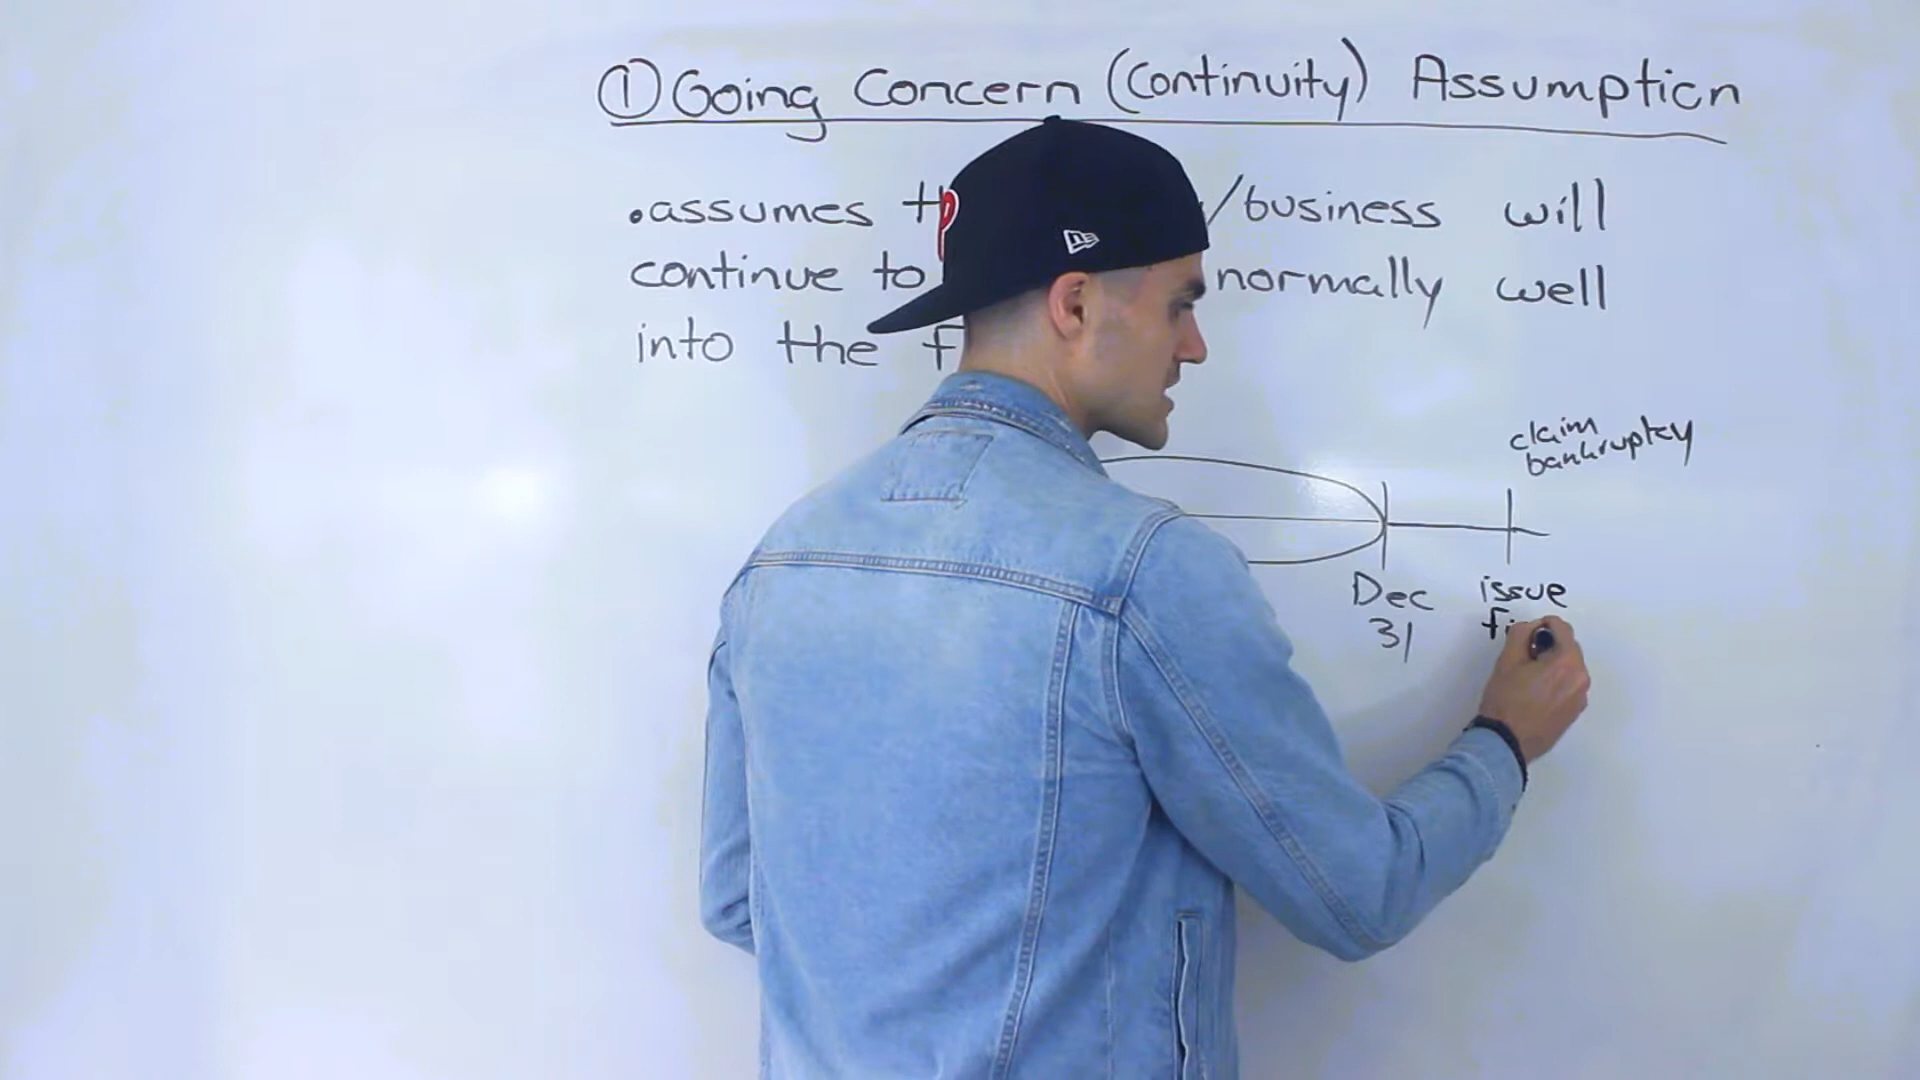 ① Going Concern (Continuity) Assumption
• assumes /business will
continue to normally well
into the
claim
bankruptcy
Dec
31
issue
P